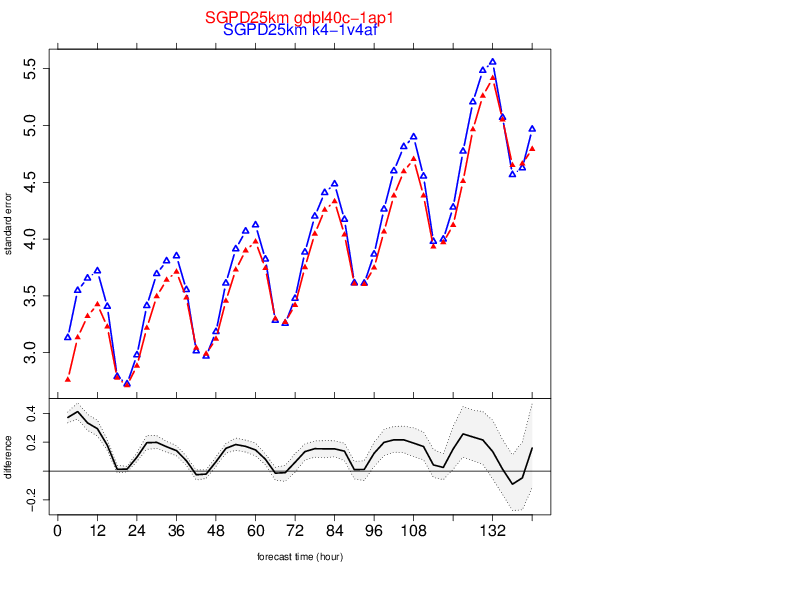 SGPD25km gdpl40c−1ap1
SGPD25km k4−1v4af
5.5
5.0
4.5
4.0
3.5
3.0
standard error
0.4
0.2
−0.2
difference
0 12 24 36 48 60 72 84 96 108 132
forecast time (hour)